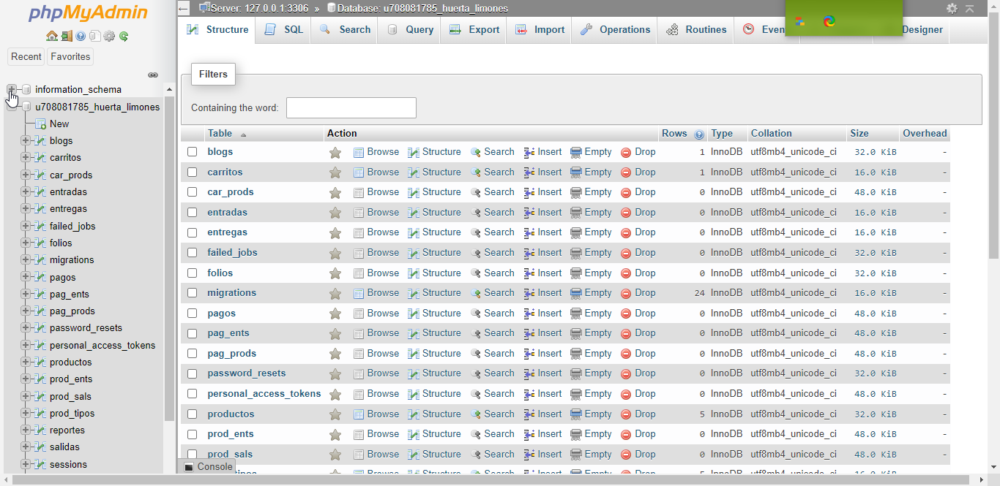 phpMyAdmin
Recent Favorites
information_schema
u708081785_huerta_limones
New
blogs
carritos
car_prods
entradas
entregas
failed_jobs
folios
migrations
pagos
pag_ents
pag_prods
password_resets
personal_access_tokens
productos
prod_ents
prod_sals
prod_tipos
reportes
salidas
sessions
Server: 127.0.0.1:3306 » Database: u708081785_huerta_limones
Structure SQL Search Query Export Import Operations Routines Designer
Filters
Containing the word:
Table Action Rows Type Collation Size Overhead
blogs Browse Structure Search Insert Empty Drop 1 InnoDB utf8mb4_unicode_ci 32.0 KiB -
carritos Browse Structure Search Insert Empty Drop 1 InnoDB utf8mb4_unicode_ci 16.0 KiB -
car_prods Browse Structure Search Insert Empty Drop 0 InnoDB utf8mb4_unicode_ci 48.0 KiB -
entradas Browse Structure Search Insert Empty Drop 0 InnoDB utf8mb4_unicode_ci 16.0 KiB -
entregas Browse Structure Search Insert Empty Drop 0 InnoDB utf8mb4_unicode_ci 16.0 KiB -
failed_jobs Browse Structure Search Insert Empty Drop 0 InnoDB utf8mb4_unicode_ci 32.0 KiB -
folios Browse Structure Search Insert Empty Drop 0 InnoDB utf8mb4_unicode_ci 32.0 KiB -
migrations Browse Structure Search Insert Empty Drop 24 InnoDB utf8mb4_unicode_ci 16.0 KiB -
pagos Browse Structure Search Insert Empty Drop 0 InnoDB utf8mb4_unicode_ci 48.0 KiB -
pag_ents Browse Structure Search Insert Empty Drop 0 InnoDB utf8mb4_unicode_ci 48.0 KiB -
pag_prods Browse Structure Search Insert Empty Drop 0 InnoDB utf8mb4_unicode_ci 48.0 KiB -
password_resets Browse Structure Search Insert Empty Drop 0 InnoDB utf8mb4_unicode_ci 32.0 KiB -
personal_access_tokens Browse Structure Search Insert Empty Drop 0 InnoDB utf8mb4_unicode_ci 48.0 KiB -
productos Browse Structure Search Insert Empty Drop 5 InnoDB utf8mb4_unicode_ci 32.0 KiB -
prod_ents Browse Structure Search Insert Empty Drop 0 InnoDB utf8mb4_unicode_ci 48.0 KiB -
prod_sals Browse Structure Search Insert Empty Drop 0 InnoDB utf8mb4_unicode_ci 48.0 KiB -
Console